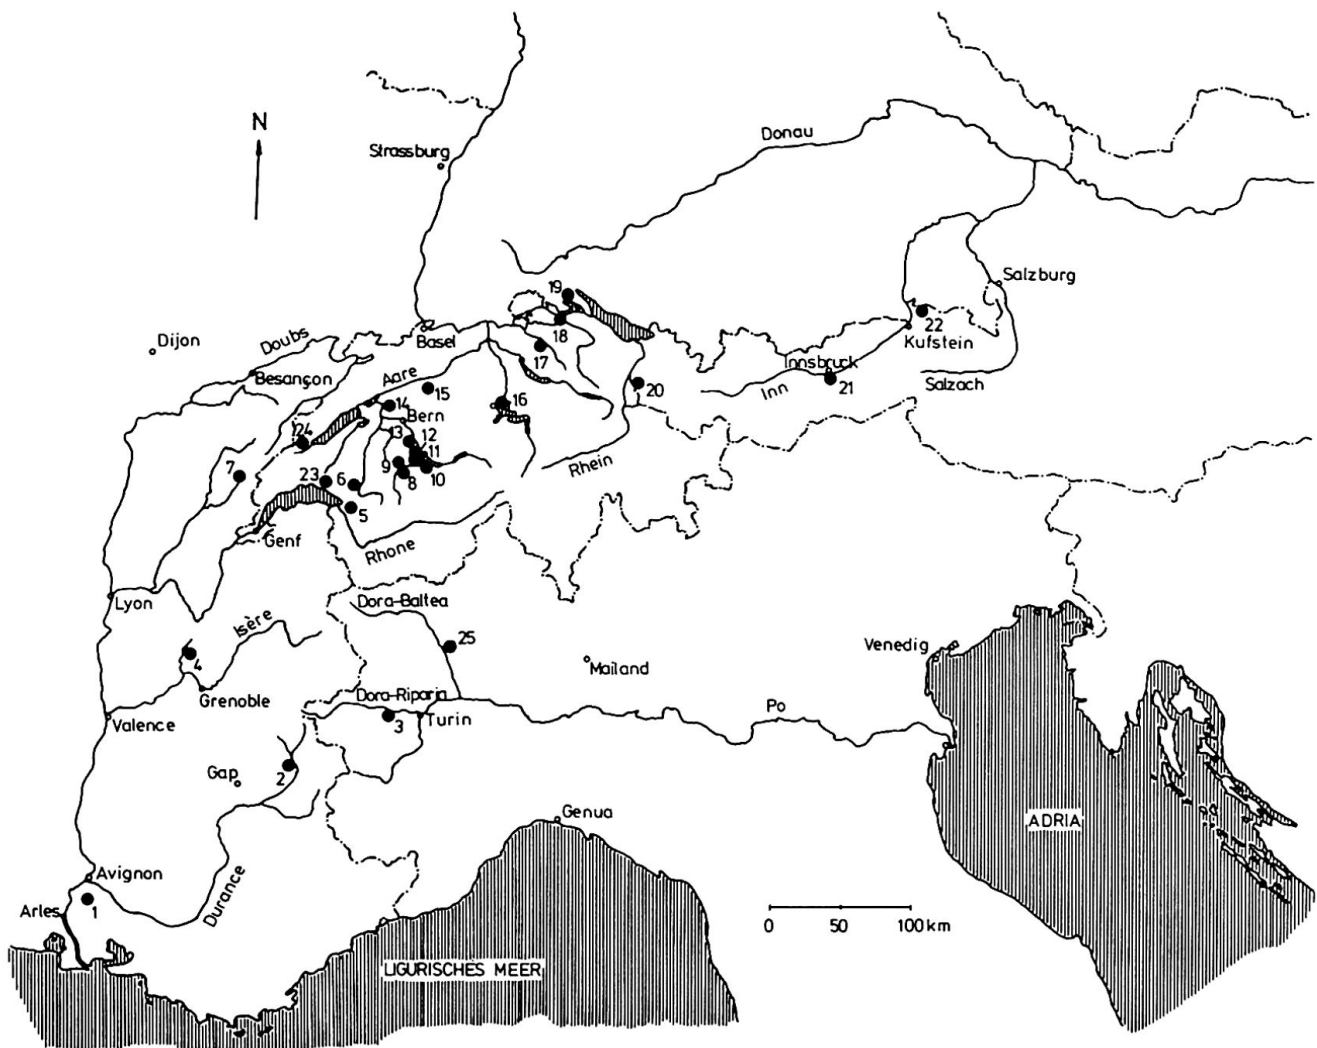 N
Strassburg
Donau
Salzburg
19
22
Kufstein
18
Dijon
Doubs
Basel
17
Innsbruck
Besançon
Aare
15
20
Inn
21
Salzach
14
16
Bern
24
13
12
11
7
9
10
23
6
8
Rhein
5
Genf
Rhone
Lyon
Dora-Baltea
Isère
25
Venedig
4
Mailand
Grenoble
Dora-Riparia
Po
Valence
3
Turin
Gap
2
Genua
ADRIA
Avignon
Durance
Arles
1
0 50 100km
LIGURISCHES MEER